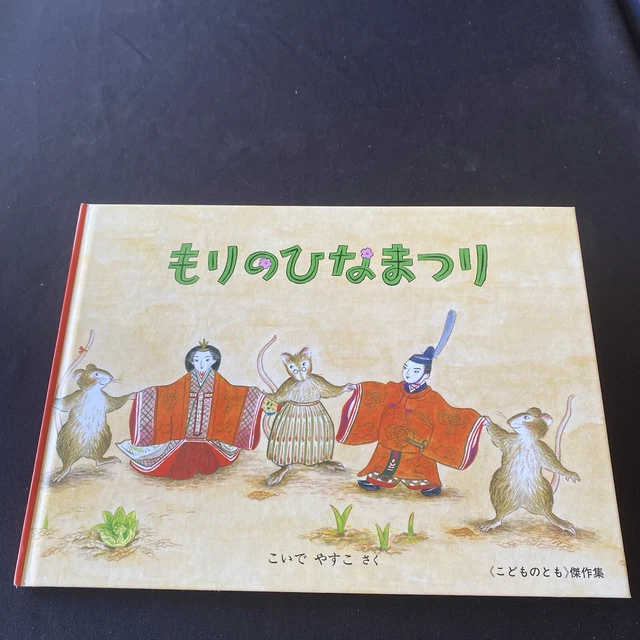 もりのひなまつり
こいで やすこ さく
《こどものとも》傑作集